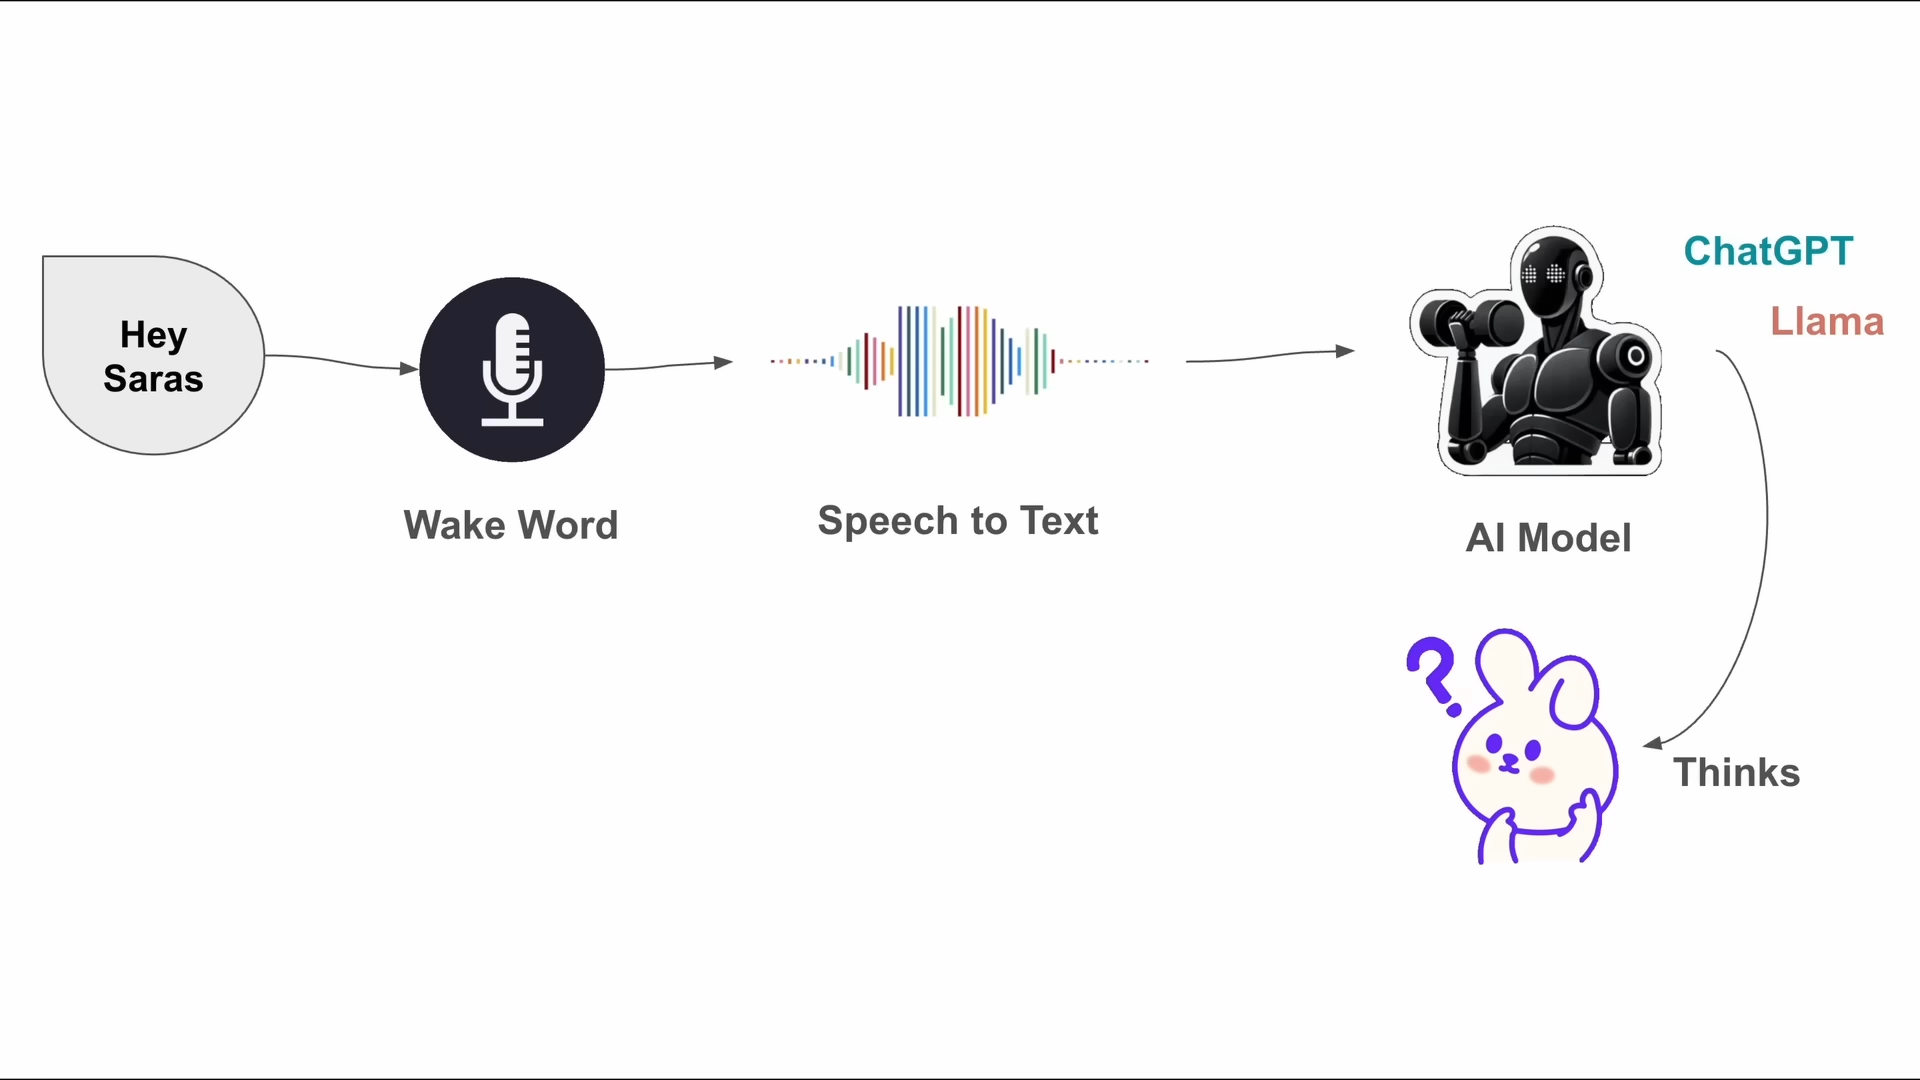 Hey
Saras
Wake Word
Speech to Text
AI Model
ChatGPT
Llama
?
Thinks